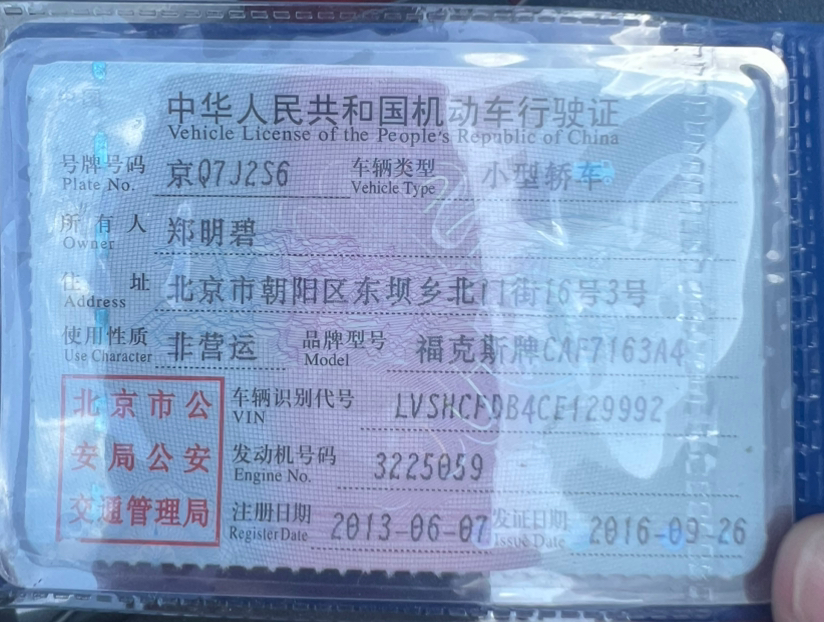 中华人民共和国机动车行驶证
Vehicle License of the People's Republic of China
号牌号码 京Q7J2S6 车辆类型 小型轿车
Plate No. Vehicle Type
所有人 郑明碧
Owner
住址 北京市朝阳区东坝乡北门街16号3号
Address
使用性质 非营运 品牌型号 福克斯牌CAF7163A4
Use Character Model
北京市公 车辆识别代号 LVSHCFDB4CE129992
VIN
安局公安 发动机号码 3225059
Engine No.
交通管理局 注册日期 2013-06-07 发证日期 2016-09-26
Register Date Issue Date